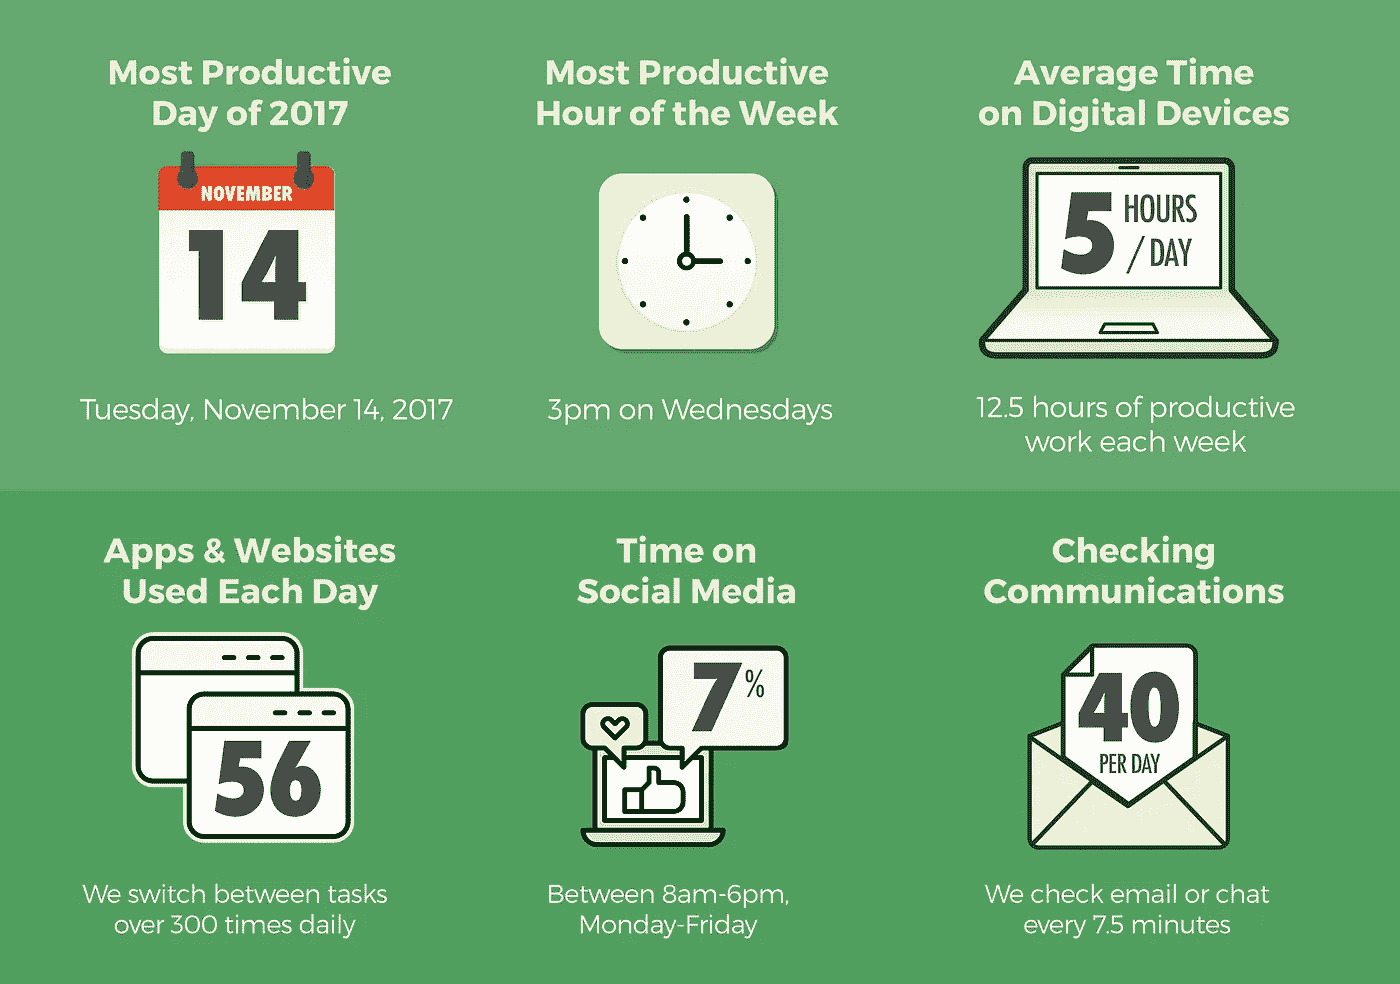 Most Productive
Day of 2017
NOVEMBER
14
Tuesday, November 14, 2017
Most Productive
Hour of the Week
3pm on Wednesdays
Average Time
on Digital Devices
5 HOURS
/ DAY
12.5 hours of productive
work each week
Apps & Websites
Used Each Day
56
We switch between tasks
over 300 times daily
Time on
Social Media
7%
Between 8am-6pm,
Monday-Friday
Checking
Communications
40
PER DAY
We check email or chat
every 7.5 minutes